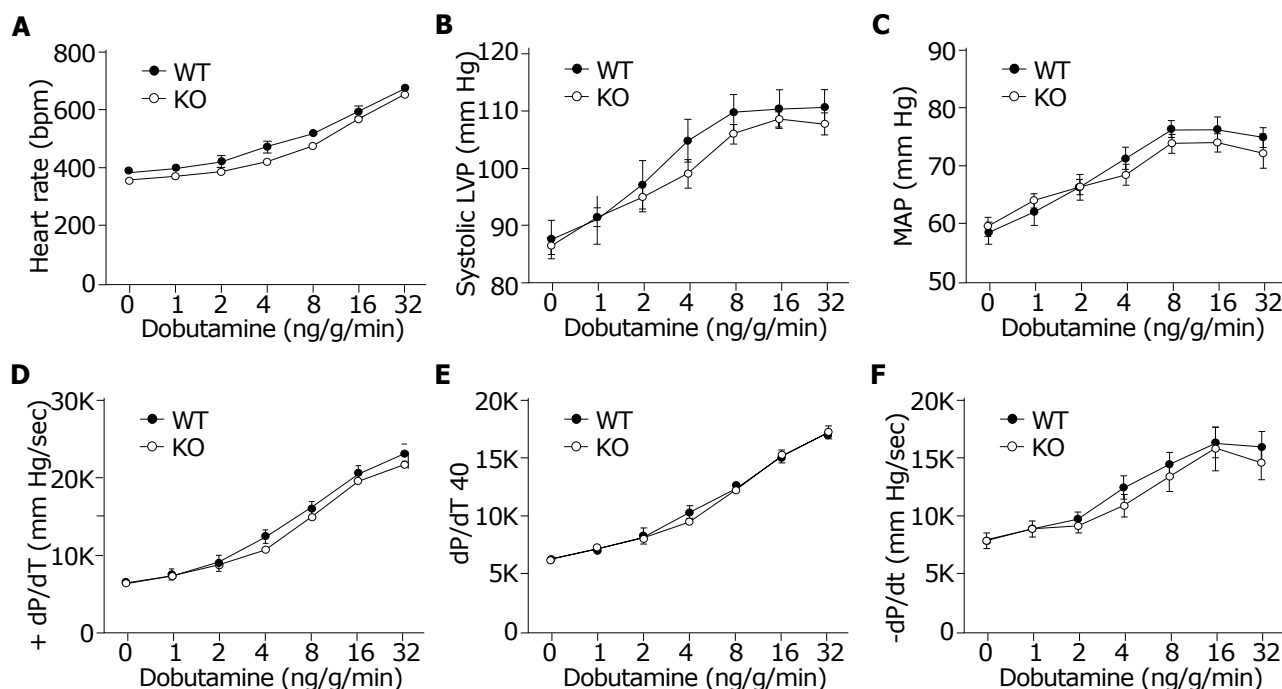 A
Heart rate (bpm)
800
600
400
200
0
WT
KO
0 1 2 4 8 16 32
Dobutamine (ng/g/min)
B
Systolic LVP (mm Hg)
120
110
100
90
80
WT
KO
0 1 2 4 8 16 32
Dobutamine (ng/g/min)
C
MAP (mm Hg)
90
80
70
60
50
WT
KO
0 1 2 4 8 16 32
Dobutamine (ng/g/min)
D
+ dP/dT (mm Hg/sec)
30K
20K
10K
0
WT
KO
0 1 2 4 8 16 32
Dobutamine (ng/g/min)
E
dP/dT 40
20K
15K
10K
5K
0
WT
KO
0 1 2 4 8 16 32
Dobutamine (ng/g/min)
F
-dP/dt (mm Hg/sec)
20K
15K
10K
5K
0
WT
KO
0 1 2 4 8 16 32
Dobutamine (ng/g/min)